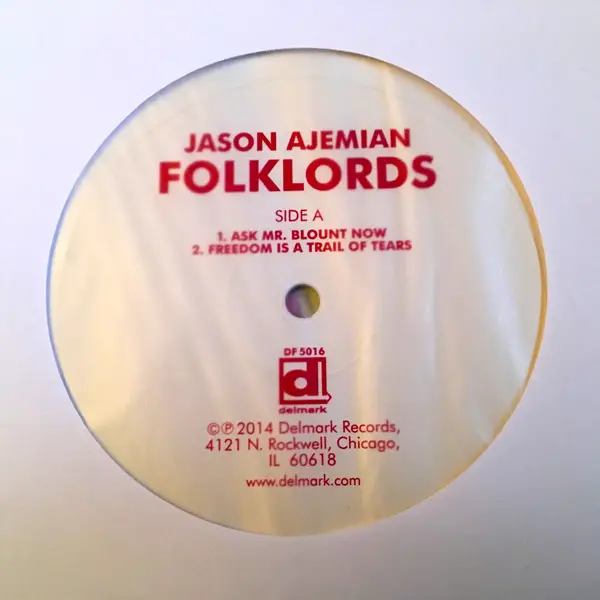 JASON AJEMIAN
FOLKLORDS
SIDE A
1. ASK MR. BLOUNT NOW
2. FREEDOM IS A TRAIL OF TEARS
DF 5016
d
delmark
©℗ 2014 Delmark Records,
4121 N. Rockwell, Chicago,
IL 60618
www.delmark.com